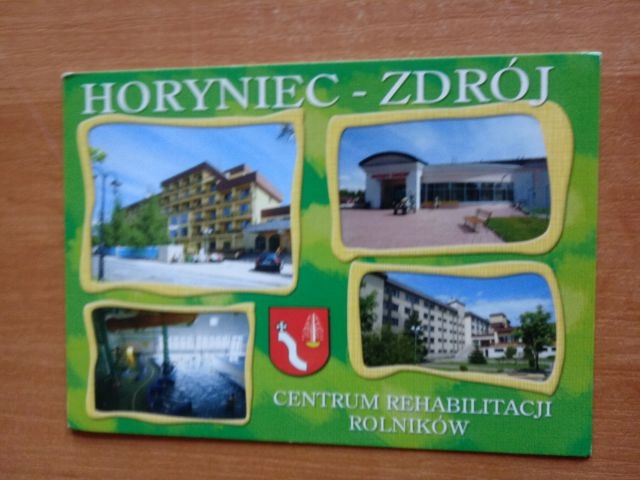 HORYNIEC - ZDRÓJ
CENTRUM REHABILITACJI
ROLNIKÓW